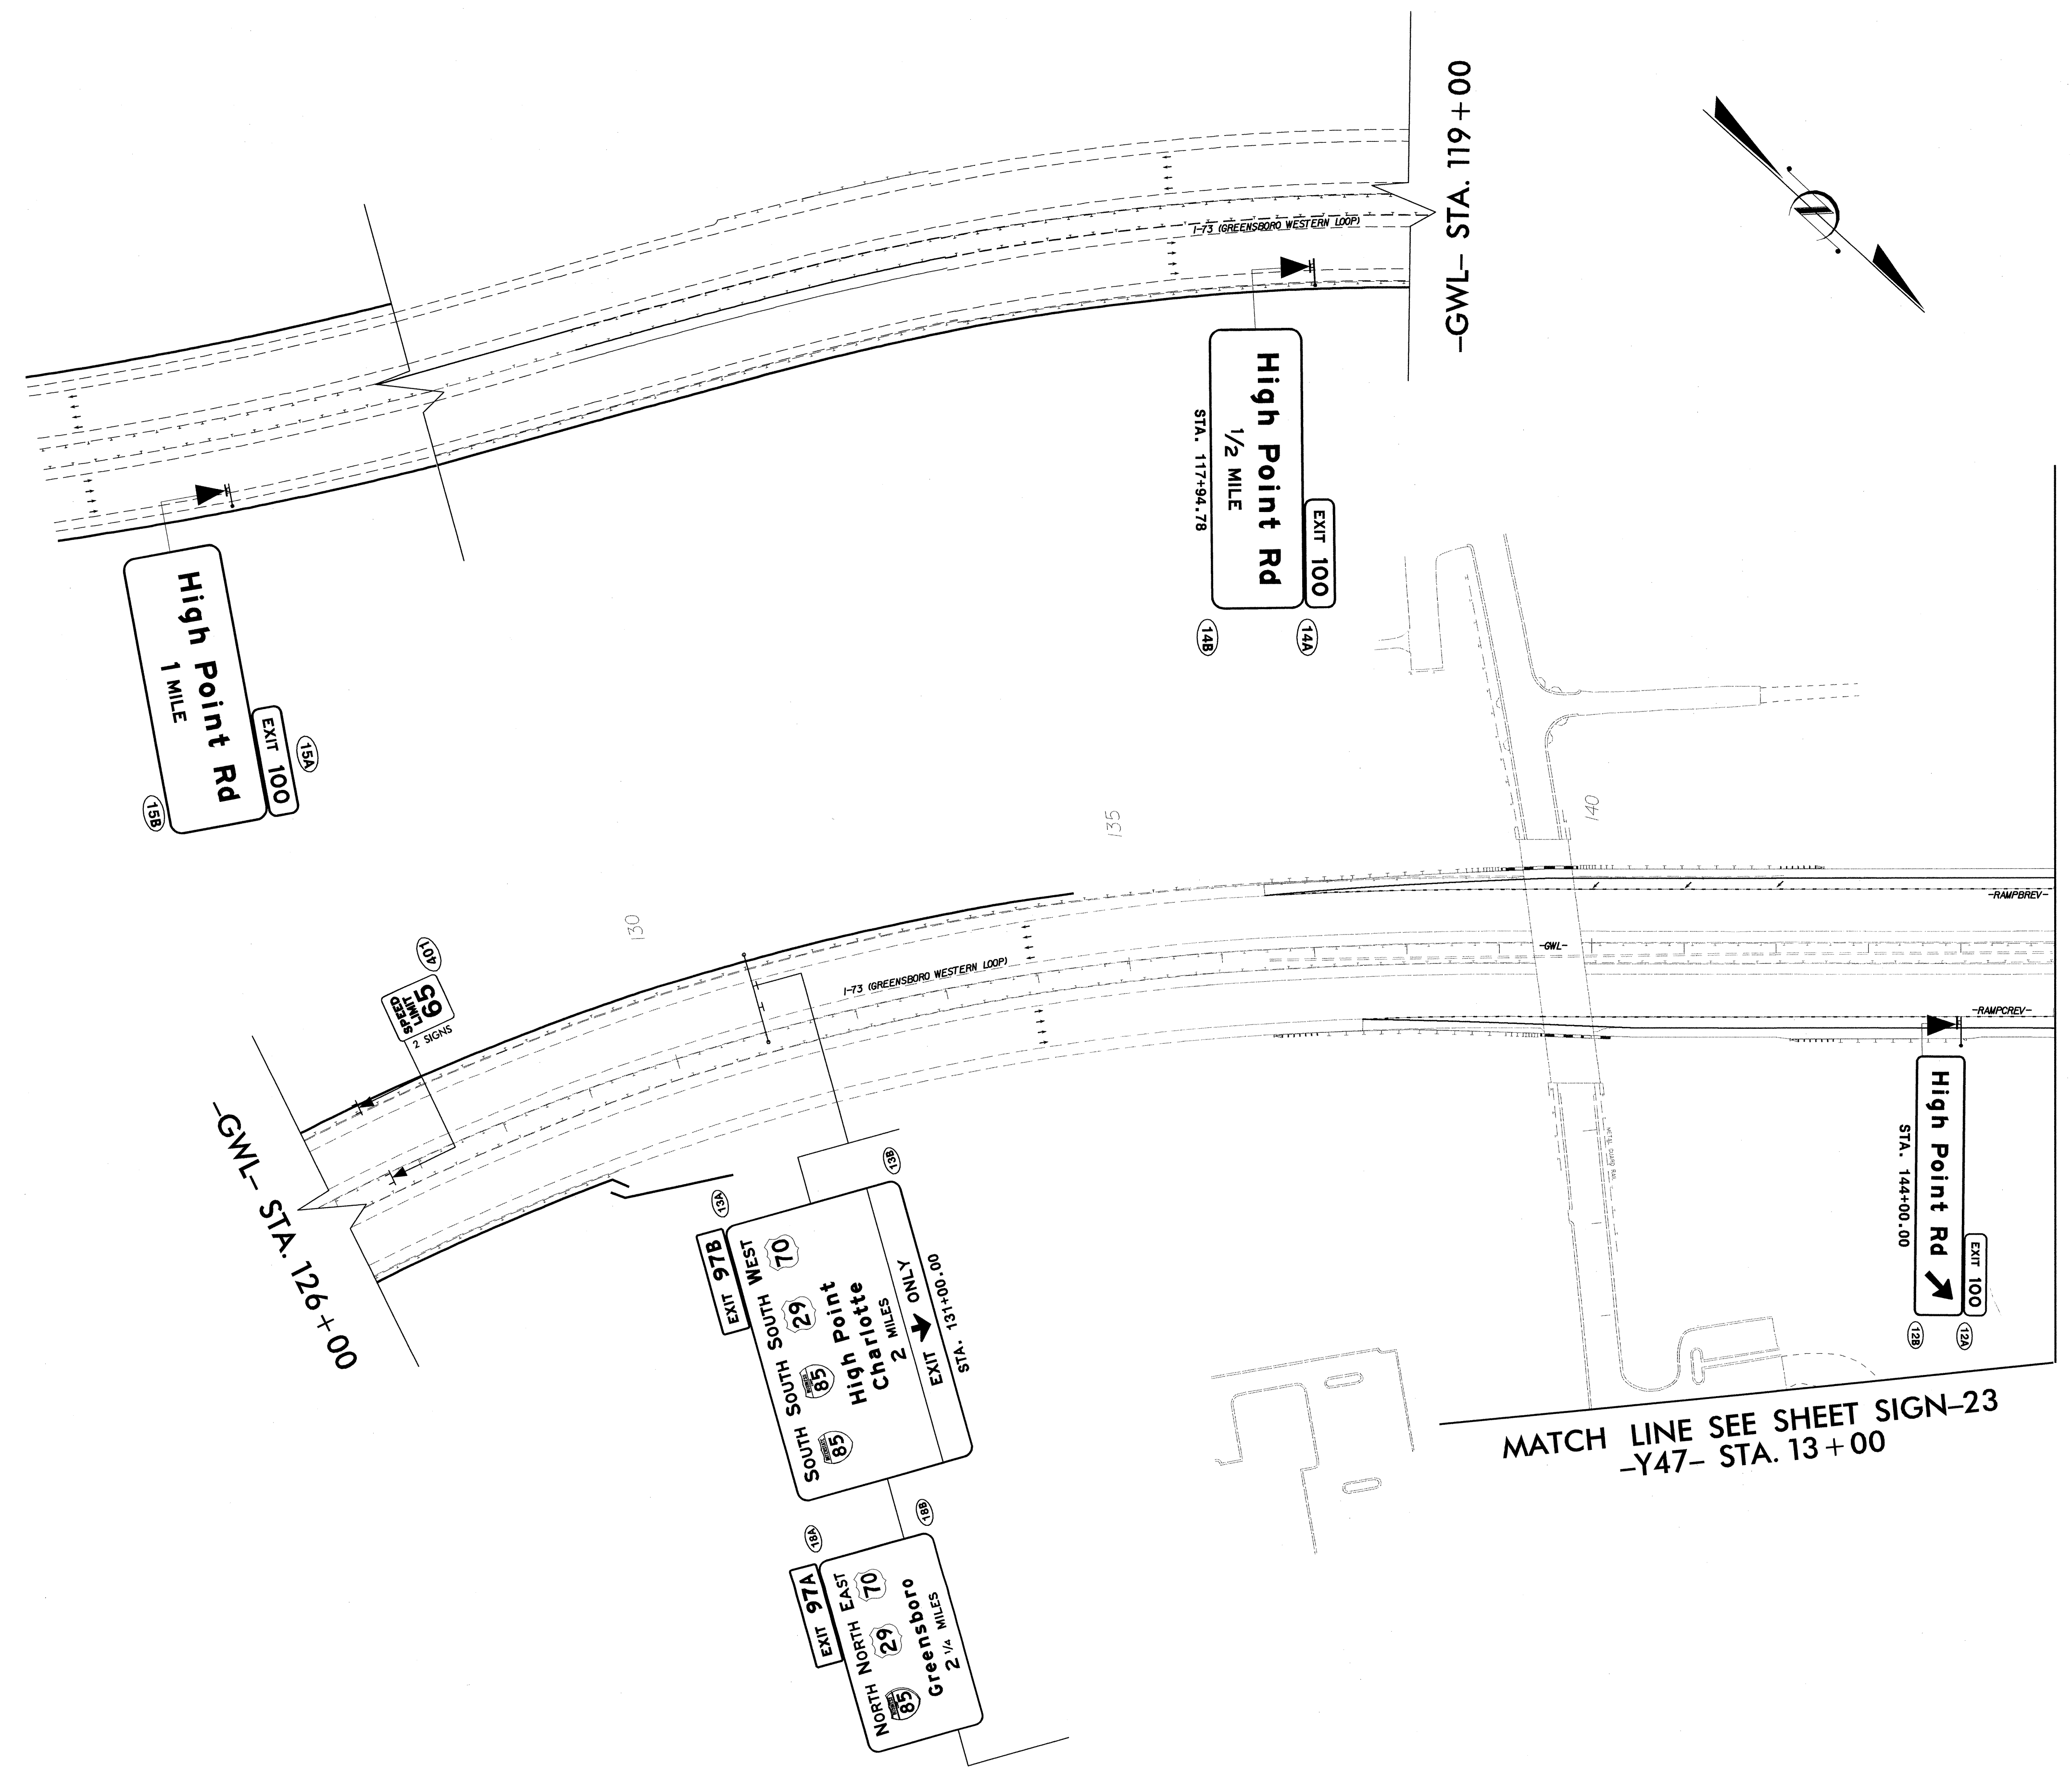 -GWL- STA. 119+00
I-73 (GREENSBORO WESTERN LOOP)
EXIT 100
High Point Rd
1/2 MILE
STA. 117+94.78
14A
14B
EXIT 100
High Point Rd
1 MILE
15A
15B
130
135
140
-RAMPBREV-
-GWL-
-RAMPCREV-
I-73 (GREENSBORO WESTERN LOOP)
401
SPEED
LIMIT
65
2 SIGNS
-GWL- STA. 126+00
13A
13B
EXIT 97B
SOUTH SOUTH SOUTH WEST
85 85 29 70
High Point
Charlotte
2 MILES
EXIT ONLY
STA. 131+00.00
18A
18B
EXIT 97A
NORTH NORTH EAST
85 29 70
Greensboro
2 1/4 MILES
METAL GUARD RAIL
EXIT 100
High Point Rd
STA. 144+00.00
12A
12B
MATCH LINE SEE SHEET SIGN-23
-Y47- STA. 13+00